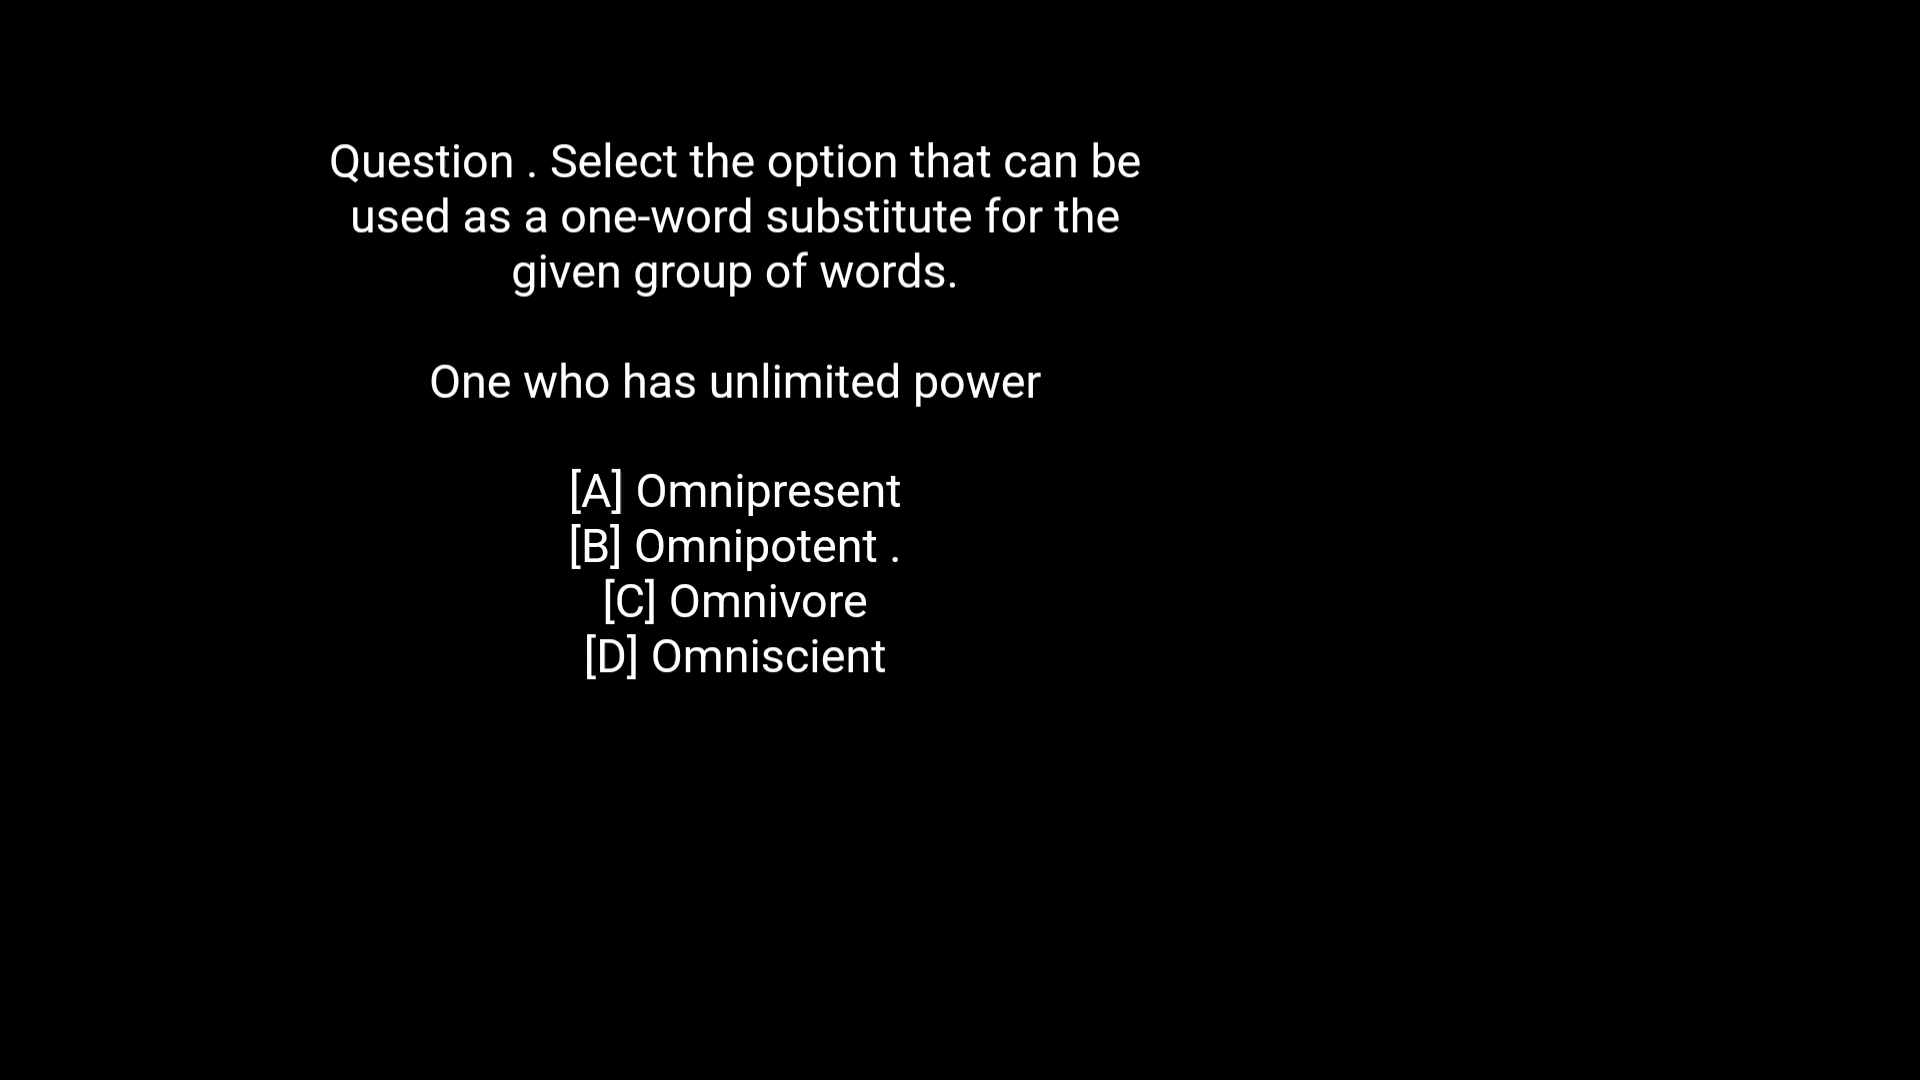 Question . Select the option that can be
used as a one-word substitute for the
given group of words.
One who has unlimited power
[A] Omnipresent
[B] Omnipotent .
[C] Omnivore
[D] Omniscient